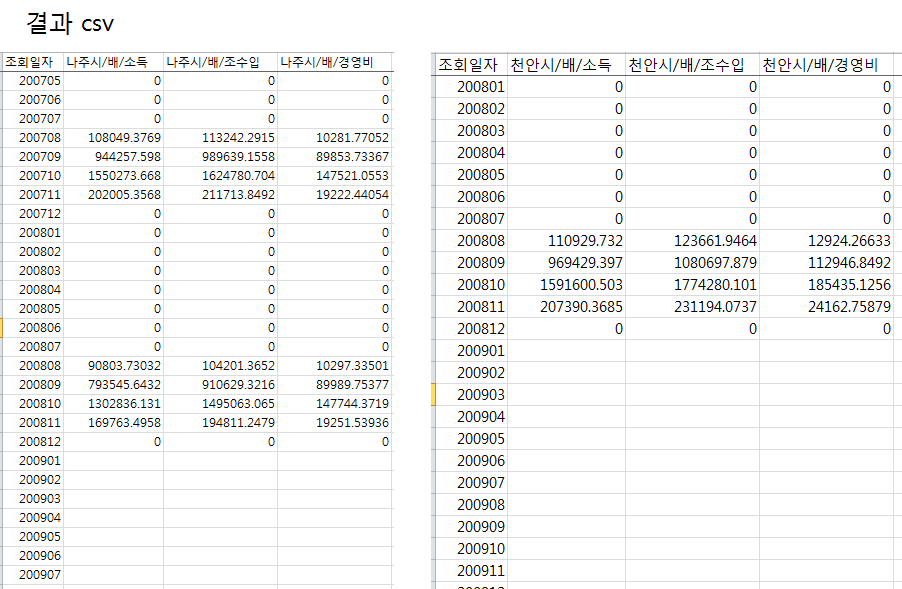 결과 csv
조회일자 나주시/배/소득 나주시/배/조수입 나주시/배/경영비
200705 0 0 0
200706 0 0 0
200707 0 0 0
200708 108049.3769 113242.2915 10281.77052
200709 944257.598 989639.1558 89853.73367
200710 1550273.668 1624780.704 147521.0553
200711 202005.3568 211713.8492 19222.44054
200712 0 0 0
200801 0 0 0
200802 0 0 0
200803 0 0 0
200804 0 0 0
200805 0 0 0
200806 0 0 0
200807 0 0 0
200808 90803.73032 104201.3652 10297.33501
200809 793545.6432 910629.3216 89989.75377
200810 1302836.131 1495063.065 147744.3719
200811 169763.4958 194811.2479 19251.53936
200812 0 0 0
200901
200902
200903
200904
200905
200906
200907
조회일자 천안시/배/소득 천안시/배/조수입 천안시/배/경영비
200801 0 0 0
200802 0 0 0
200803 0 0 0
200804 0 0 0
200805 0 0 0
200806 0 0 0
200807 0 0 0
200808 110929.732 123661.9464 12924.26633
200809 969429.397 1080697.879 112946.8492
200810 1591600.503 1774280.101 185435.1256
200811 207390.3685 231194.0737 24162.75879
200812 0 0 0
200901
200902
200903
200904
200905
200906
200907
200908
200909
200910
200911